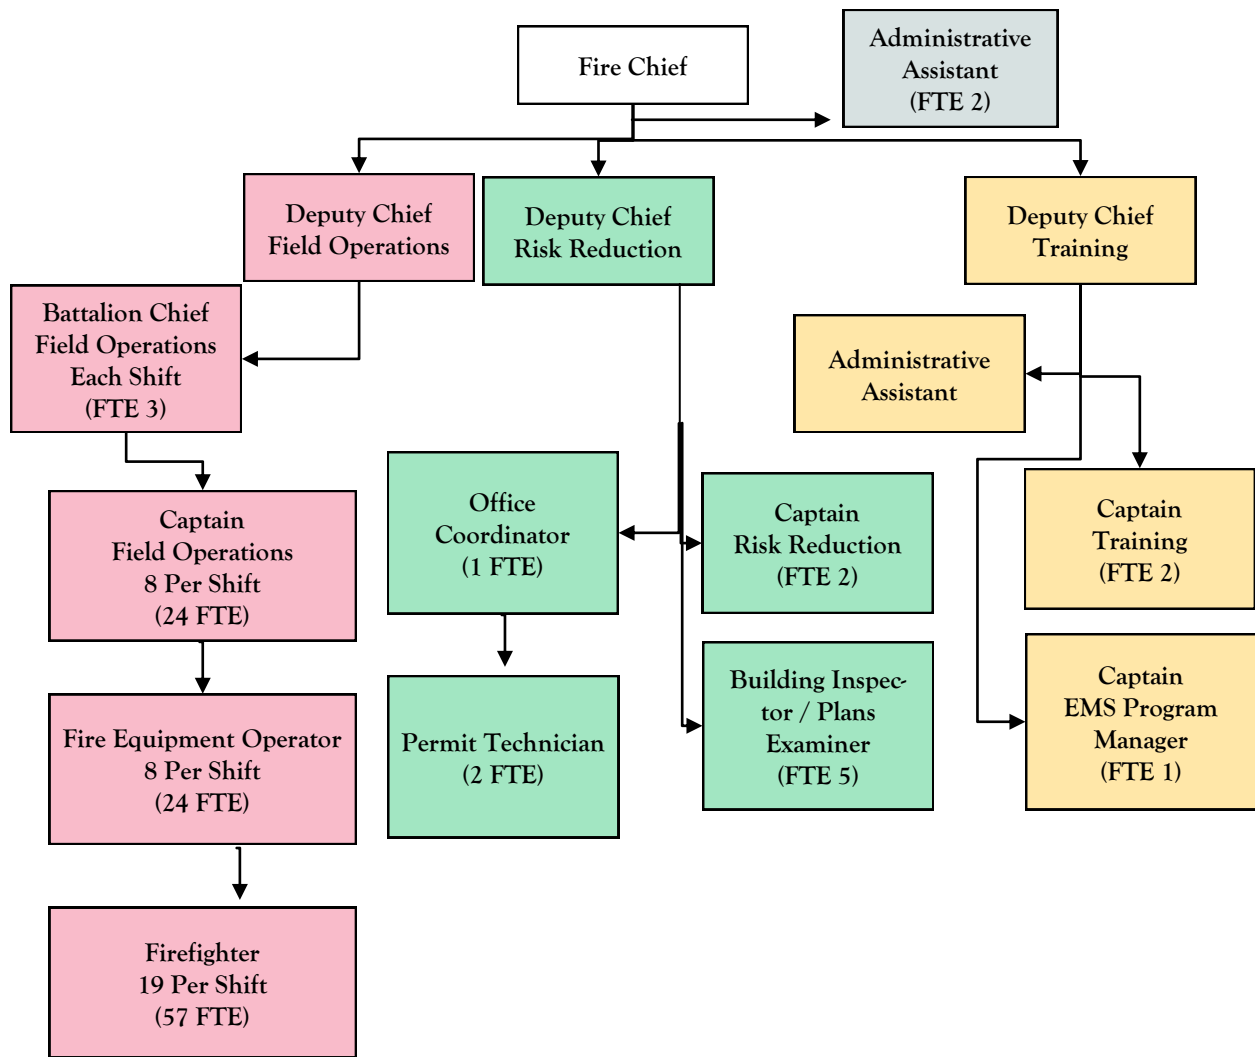 Fire Chief
Administrative
Assistant
(FTE 2)
Deputy Chief
Field Operations
Deputy Chief
Risk Reduction
Deputy Chief
Training
Battalion Chief
Field Operations
Each Shift
(FTE 3)
Administrative
Assistant
Captain
Field Operations
8 Per Shift
(24 FTE)
Office
Coordinator
(1 FTE)
Captain
Risk Reduction
(FTE 2)
Captain
Training
(FTE 2)
Fire Equipment Operator
8 Per Shift
(24 FTE)
Permit Technician
(2 FTE)
Building Inspec-
tor / Plans
Examiner
(FTE 5)
Captain
EMS Program
Manager
(FTE 1)
Firefighter
19 Per Shift
(57 FTE)